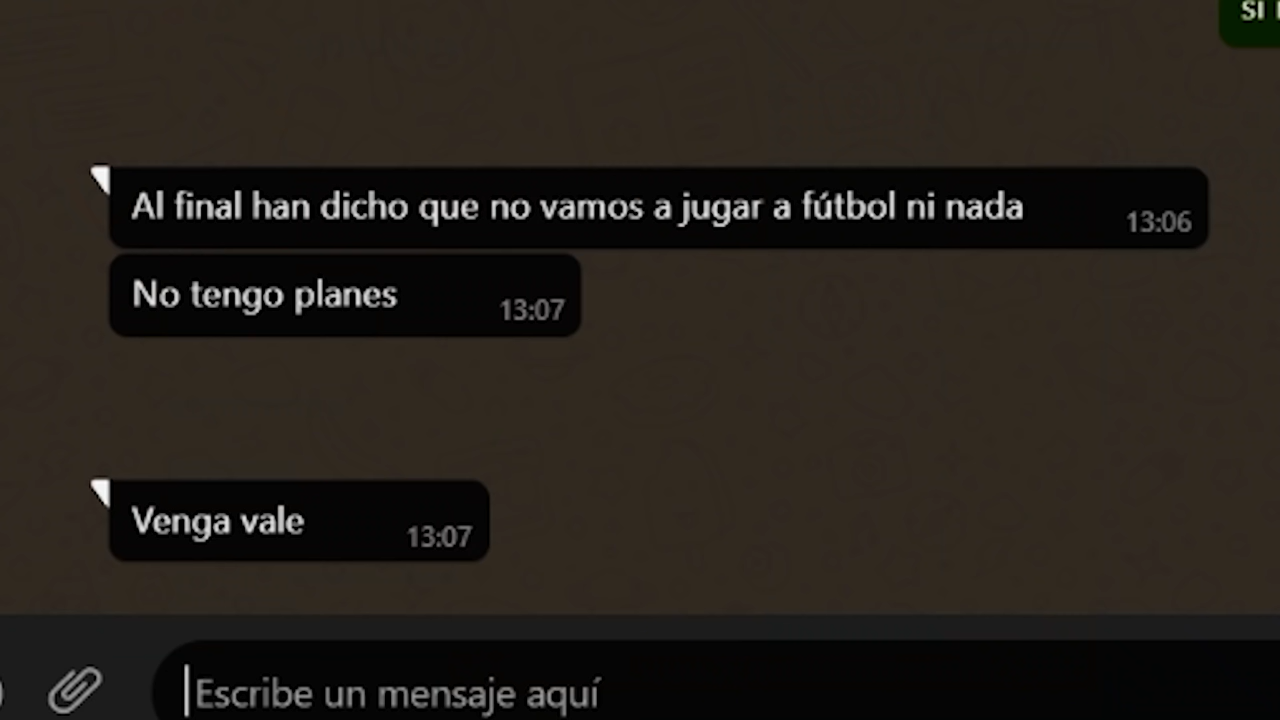 si
Al final han dicho que no vamos a jugar a fútbol ni nada
13:06
No tengo planes
13:07
Venga vale
13:07
Escribe un mensaje aquí